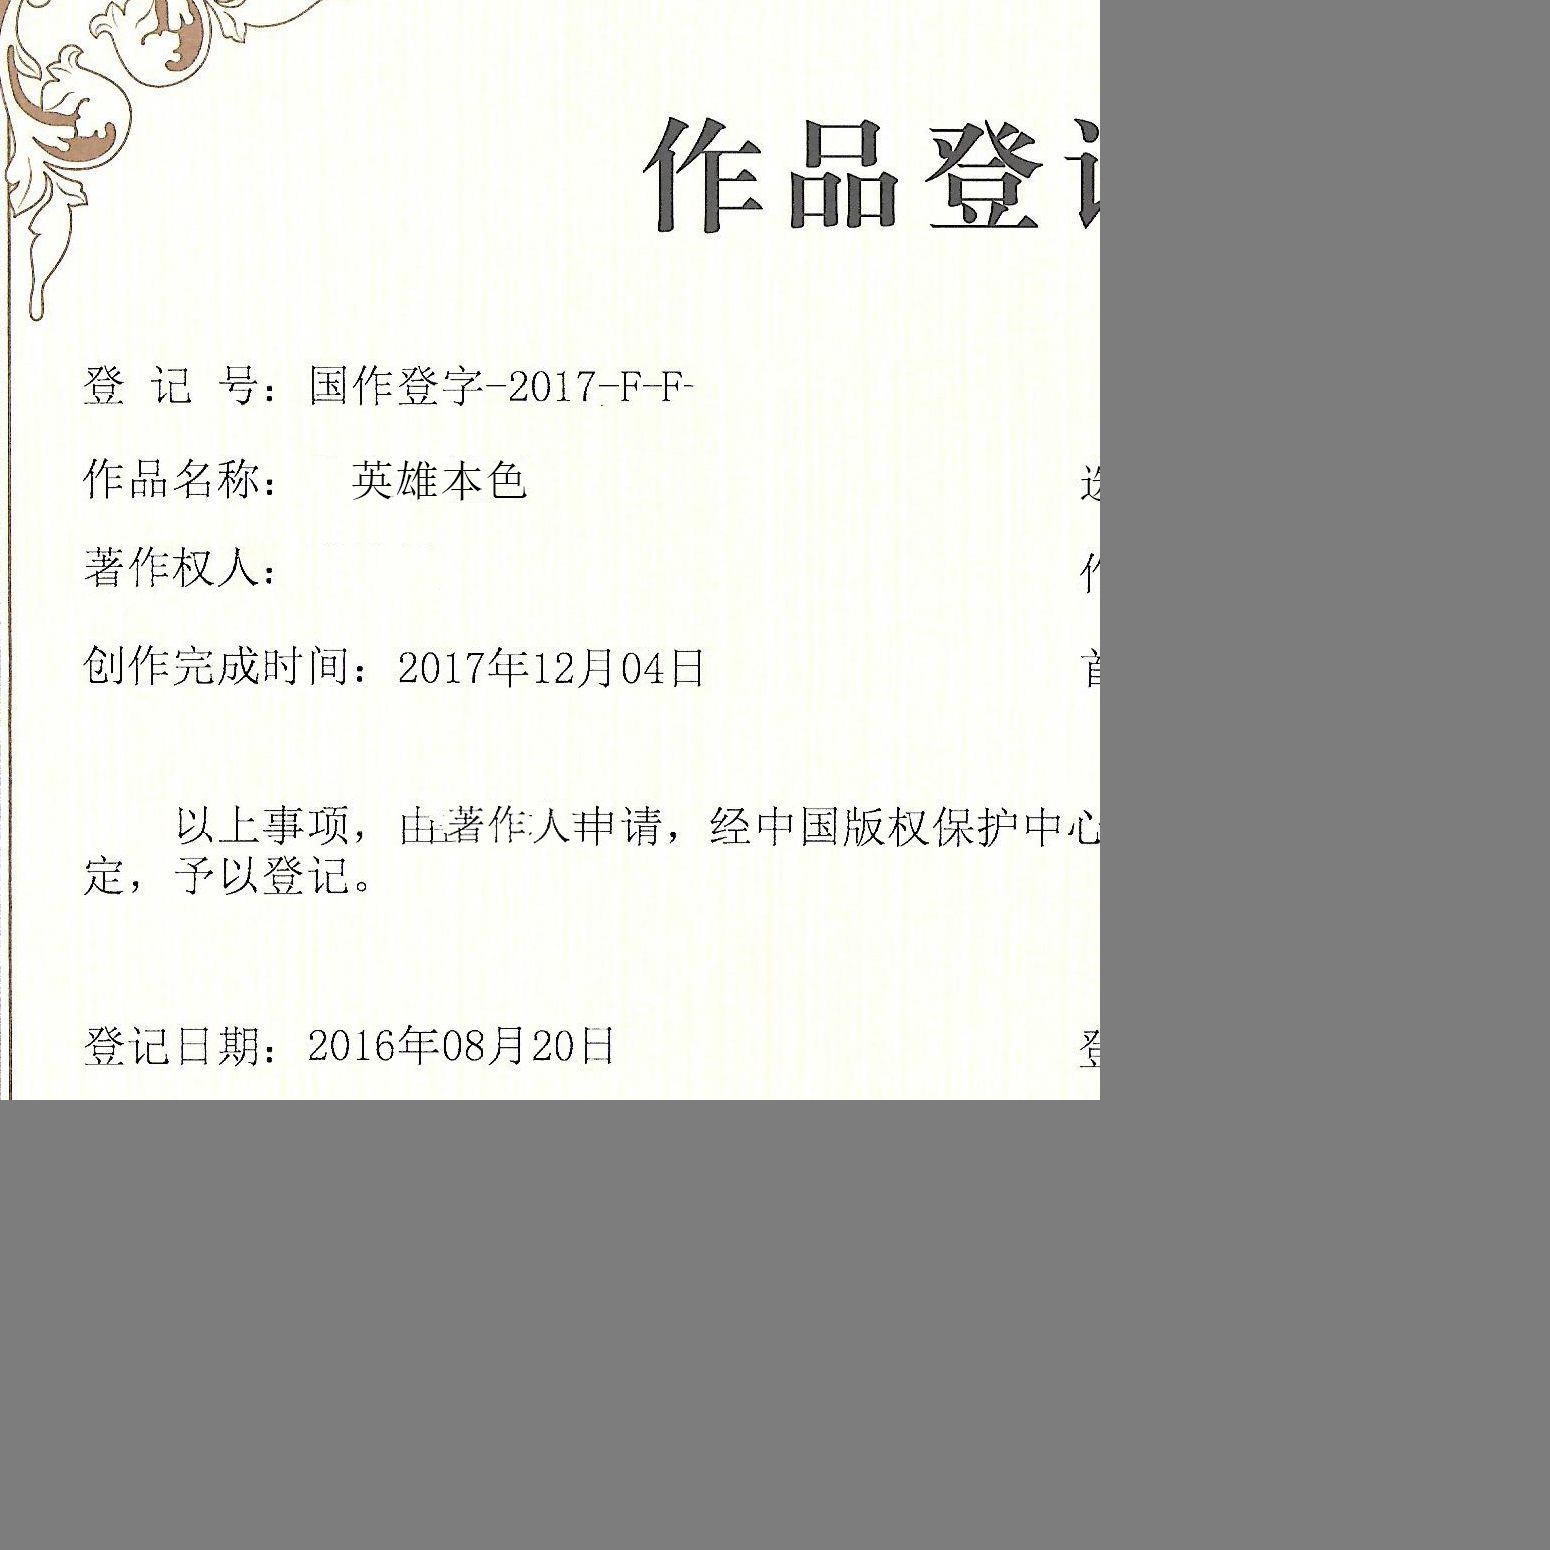 作品登
登 记 号：国作登字-2017-F-F-
作品名称： 英雄本色
著作权人：
创作完成时间：2017年12月04日
以上事项，由著作人申请，经中国版权保护中心
定，予以登记。
登记日期：2016年08月20日